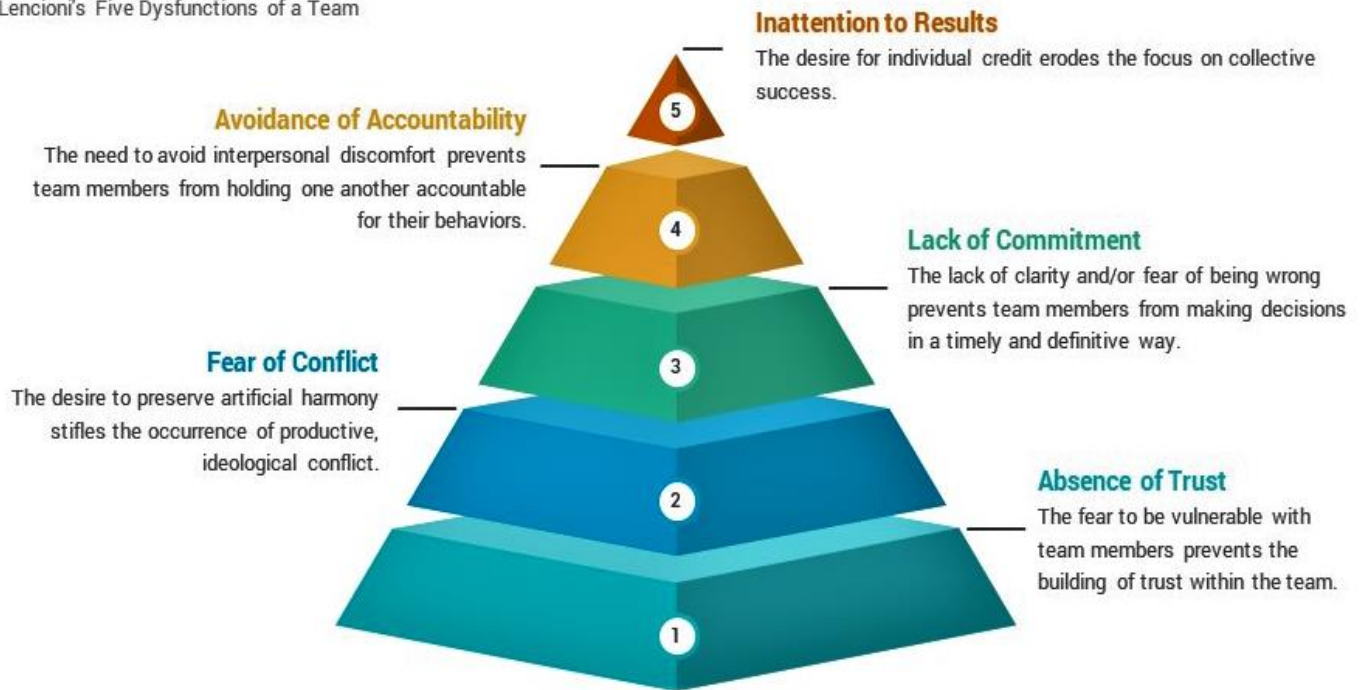 Lencioni's Five Dysfunctions of a Team
Inattention to Results
The desire for individual credit erodes the focus on collective
success.
5
Avoidance of Accountability
The need to avoid interpersonal discomfort prevents
team members from holding one another accountable
for their behaviors.
4
Lack of Commitment
The lack of clarity and/or fear of being wrong
prevents team members from making decisions
in a timely and definitive way.
3
Fear of Conflict
The desire to preserve artificial harmony
stifles the occurrence of productive,
ideological conflict.
2
Absence of Trust
The fear to be vulnerable with
team members prevents the
building of trust within the team.
1